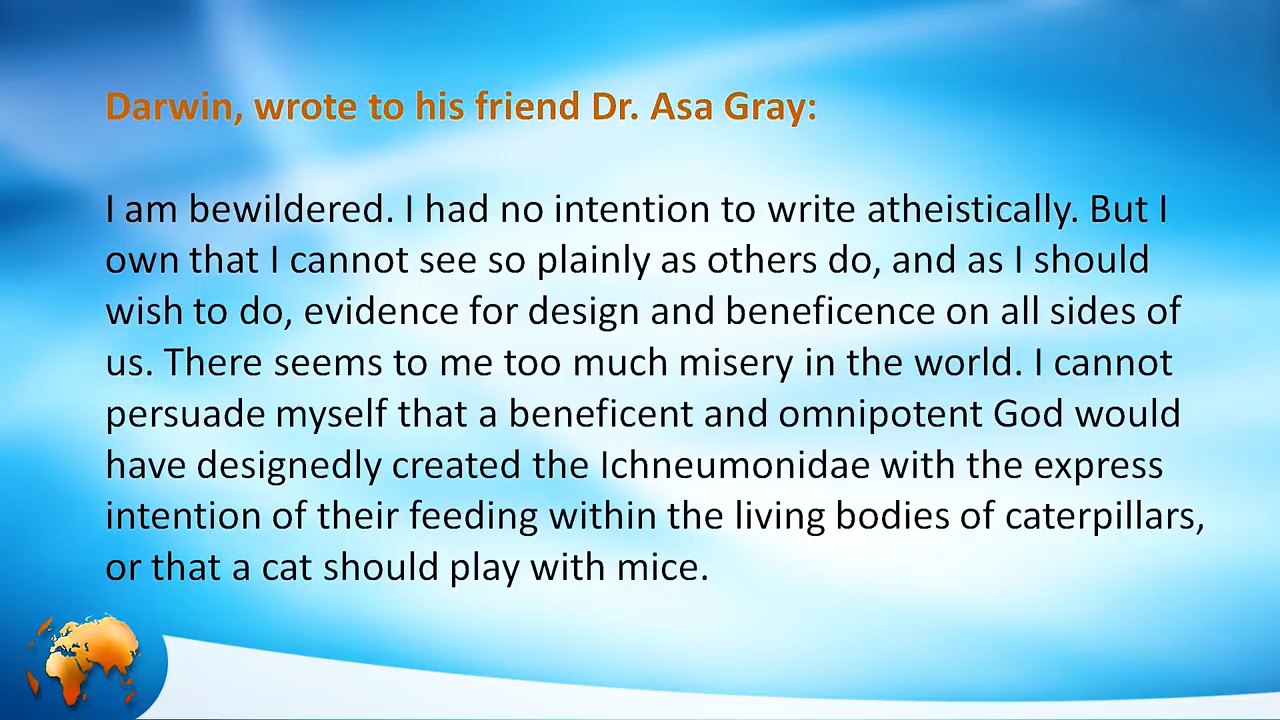 Darwin, wrote to his friend Dr. Asa Gray:
I am bewildered. I had no intention to write atheistically. But I
own that I cannot see so plainly as others do, and as I should
wish to do, evidence for design and beneficence on all sides of
us. There seems to me too much misery in the world. I cannot
persuade myself that a beneficent and omnipotent God would
have designedly created the Ichneumonidae with the express
intention of their feeding within the living bodies of caterpillars,
or that a cat should play with mice.